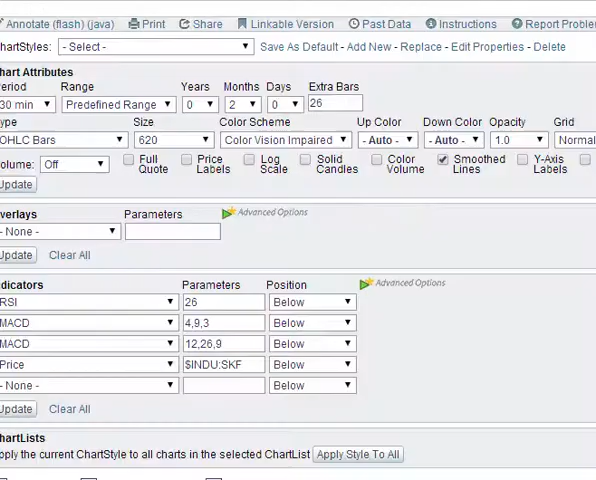 Annotate (flash) (java) Print Share Linkable Version Past Data Instructions Report Proble
hartStyles: - Select - Save As Default - Add New - Replace - Edit Properties - Delete
hart Attributes
eriod Range Years Months Days Extra Bars
30 min Predefined Range 0 2 0 26
ype Size Color Scheme Up Color Down Color Opacity Grid
OHLC Bars 620 Color Vision Impaired - Auto - - Auto - 1.0 Normal
olume: Off Full Quote Price Labels Log Scale Solid Candles Color Volume Smoothed Lines Y-Axis Labels
Update
verlays Parameters Advanced Options
- None -
Update Clear All
ndicators Parameters Position Advanced Options
RSI 26 Below
MACD 4,9,3 Below
MACD 12,26,9 Below
Price $INDU:SKF Below
- None - Below
Update Clear All
hartLists
pply the current ChartStyle to all charts in the selected ChartList Apply Style To All